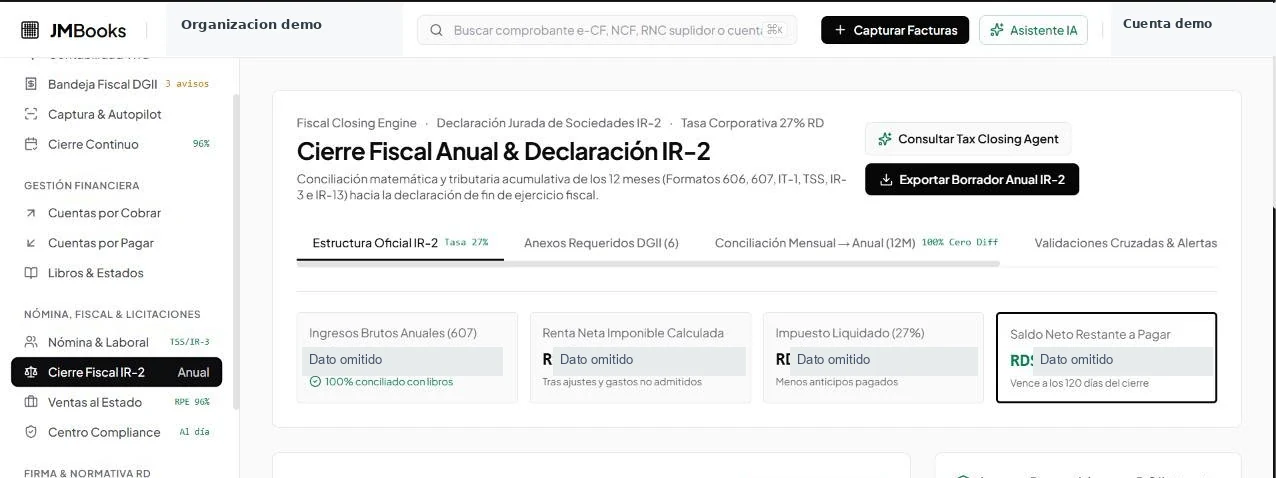 JMBooks
Organizacion demo
Buscar comprobante e-CF, NCF, RNC suplidor o cuenta
⌘K
+ Capturar Facturas
Asistente IA
Cuenta demo
Bandeja Fiscal DGII 3 avisos
Captura & Autopilot
Cierre Continuo 96%
GESTIÓN FINANCIERA
Cuentas por Cobrar
Cuentas por Pagar
Libros & Estados
NÓMINA, FISCAL & LICITACIONES
Nómina & Laboral TSS/IR-3
Cierre Fiscal IR-2 Anual
Ventas al Estado RPE 96%
Centro Compliance Al día
FIRMA & NORMATIVA RD
Fiscal Closing Engine · Declaración Jurada de Sociedades IR-2 · Tasa Corporativa 27% RD
Cierre Fiscal Anual & Declaración IR-2
Conciliación matemática y tributaria acumulativa de los 12 meses (Formatos 606, 607, IT-1, TSS, IR-
3 e IR-13) hacia la declaración de fin de ejercicio fiscal.
Consultar Tax Closing Agent
Exportar Borrador Anual IR-2
Estructura Oficial IR-2 Tasa 27%
Anexos Requeridos DGII (6)
Conciliación Mensual → Anual (12M) 100% Cero Diff
Validaciones Cruzadas & Alertas
Ingresos Brutos Anuales (607)
Dato omitido
100% conciliado con libros
Renta Neta Imponible Calculada
R Dato omitido
Tras ajustes y gastos no admitidos
Impuesto Liquidado (27%)
RD Dato omitido
Menos anticipos pagados
Saldo Neto Restante a Pagar
RD$ Dato omitido
Vence a los 120 días del cierre